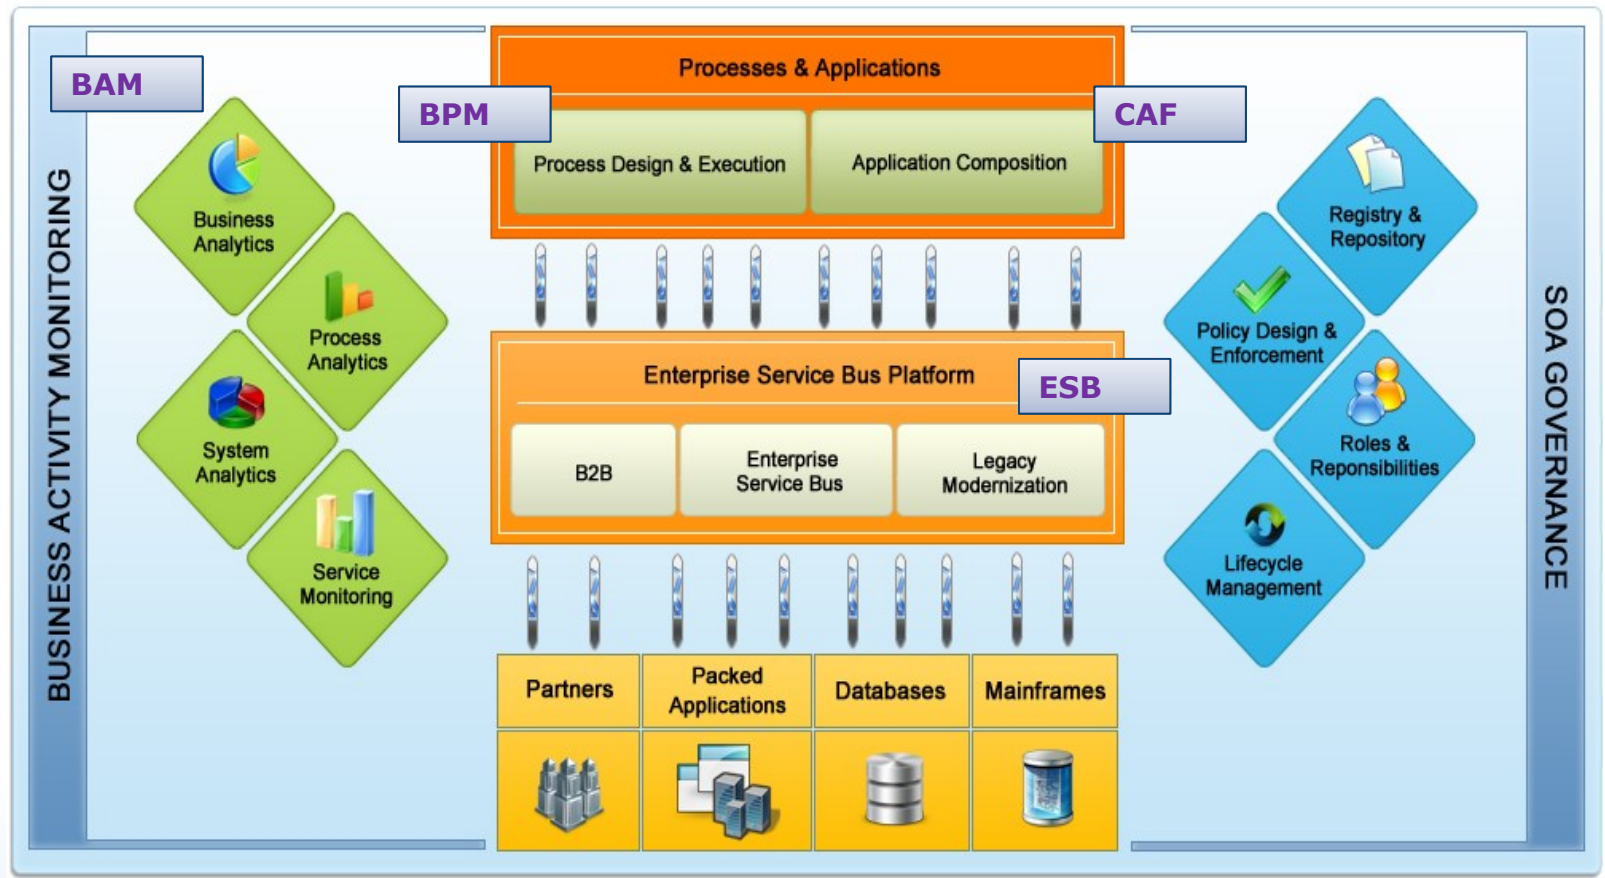 BAM
BUSINESS ACTIVITY MONITORING
Business
Analytics
Process
Analytics
System
Analytics
Service
Monitoring
Processes & Applications
BPM
CAF
Process Design & Execution
Application Composition
Enterprise Service Bus Platform
ESB
B2B
Enterprise
Service Bus
Legacy
Modernization
Partners
Packed
Applications
Databases
Mainframes
Registry &
Repository
Policy Design &
Enforcement
Roles &
Reponsibilities
Lifecycle
Management
SOA GOVERNANCE